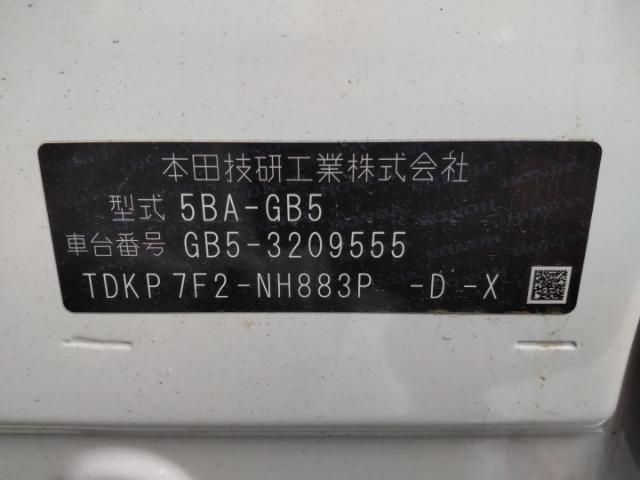 本田技研工業株式会社
型式 5BA-GB5
車台番号 GB5-3209555
TDKP 7F2-NH883P -D -X